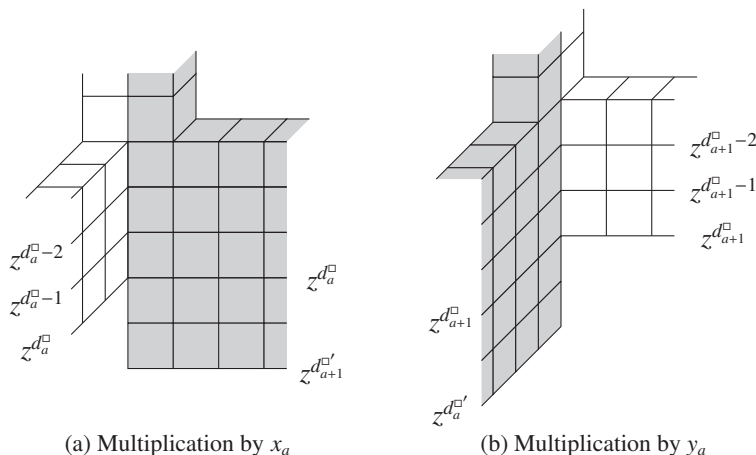 z^{d_a^□−2}
z^{d_a^□−1}
z^{d_a^□}
z^{d_a^□}
z^{d_{a+1}^{□′}}
(a) Multiplication by x_a
z^{d_{a+1}^□−2}
z^{d_{a+1}^□−1}
z^{d_{a+1}^□}
z^{d_{a+1}^□}
z^{d_a^{□′}}
(b) Multiplication by y_a